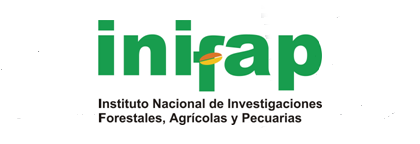 inifap
Instituto Nacional de Investigaciones
Forestales, Agrícolas y Pecuarias